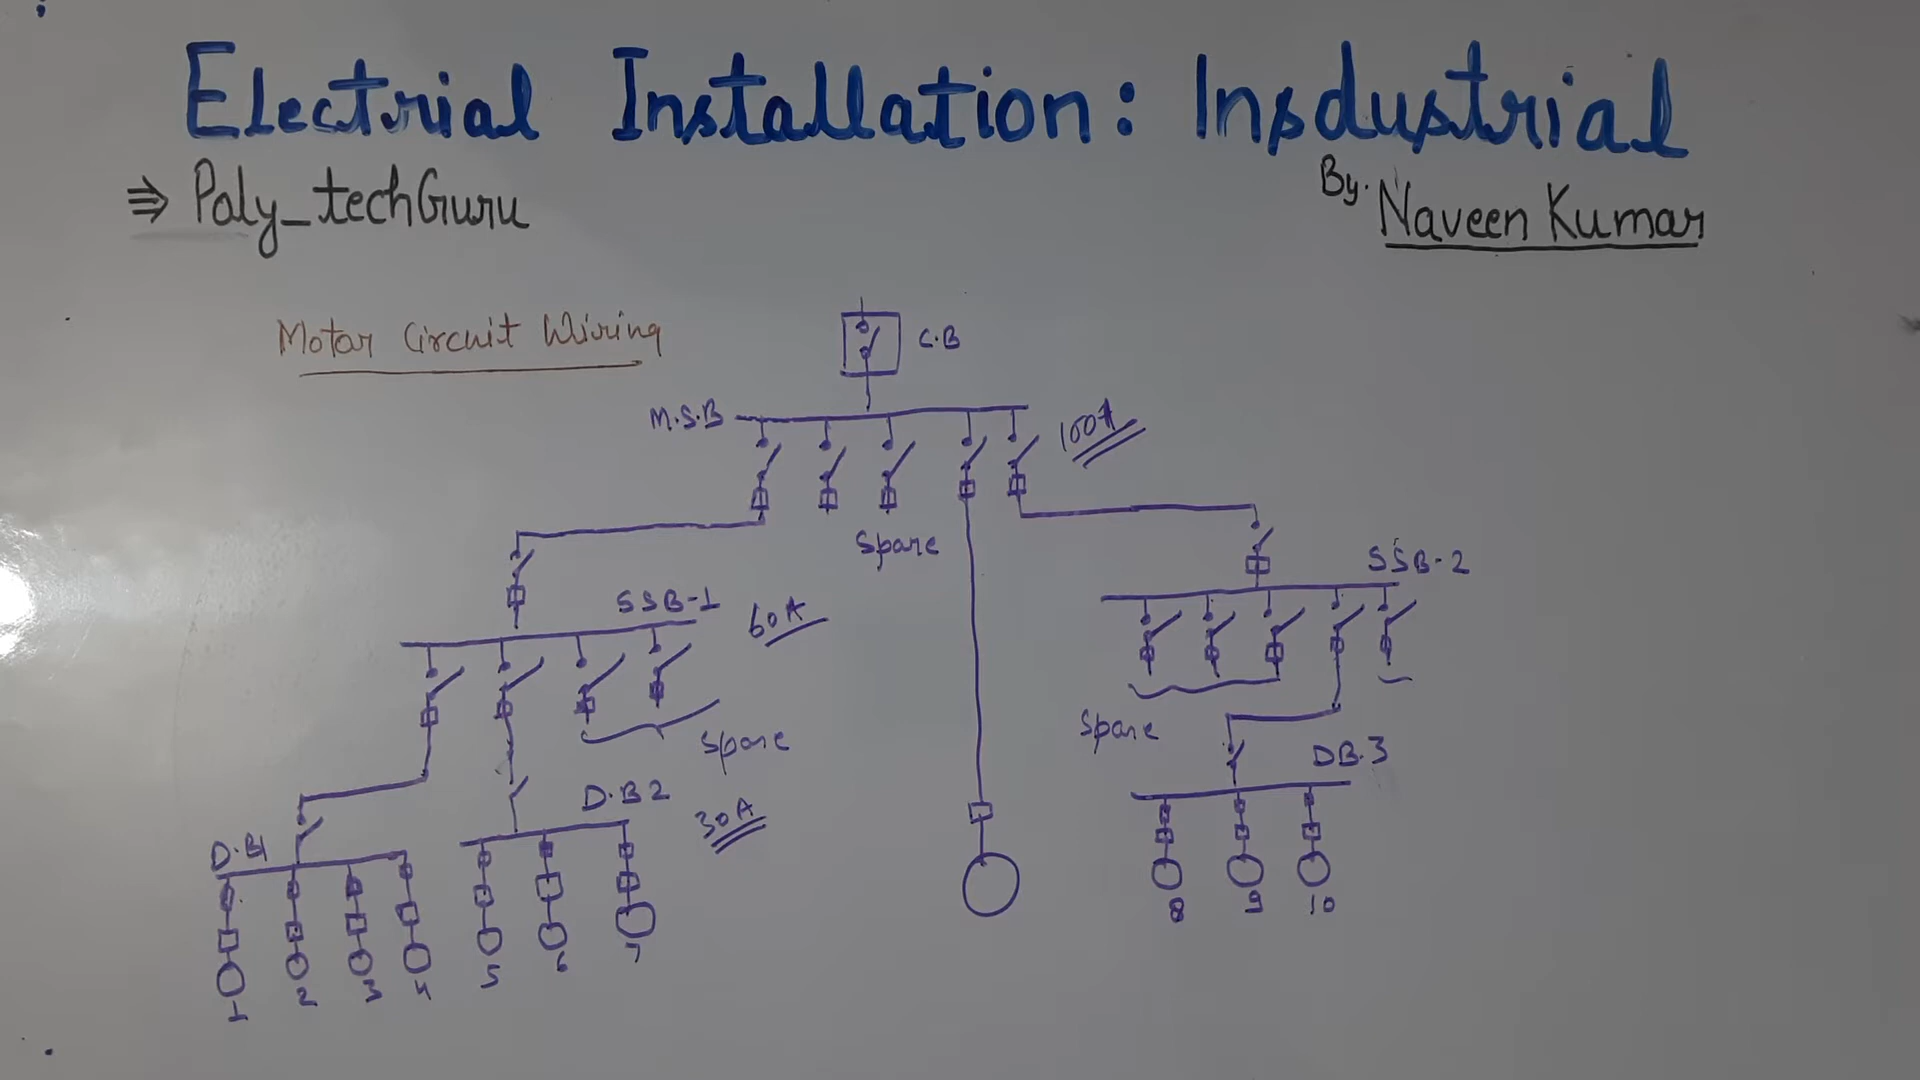 Electrial Installation: Insdustrial
⇒ Poly_techGuru
By. Naveen Kumar
Motor Circuit Wiring
C.B
M.S.B
100A
Spare
SSB-2
SSB-1
60A
Spare
Spare
DB.3
D.B2
30A
D.B1
8 9 10
5 6 7
1 2 3 4